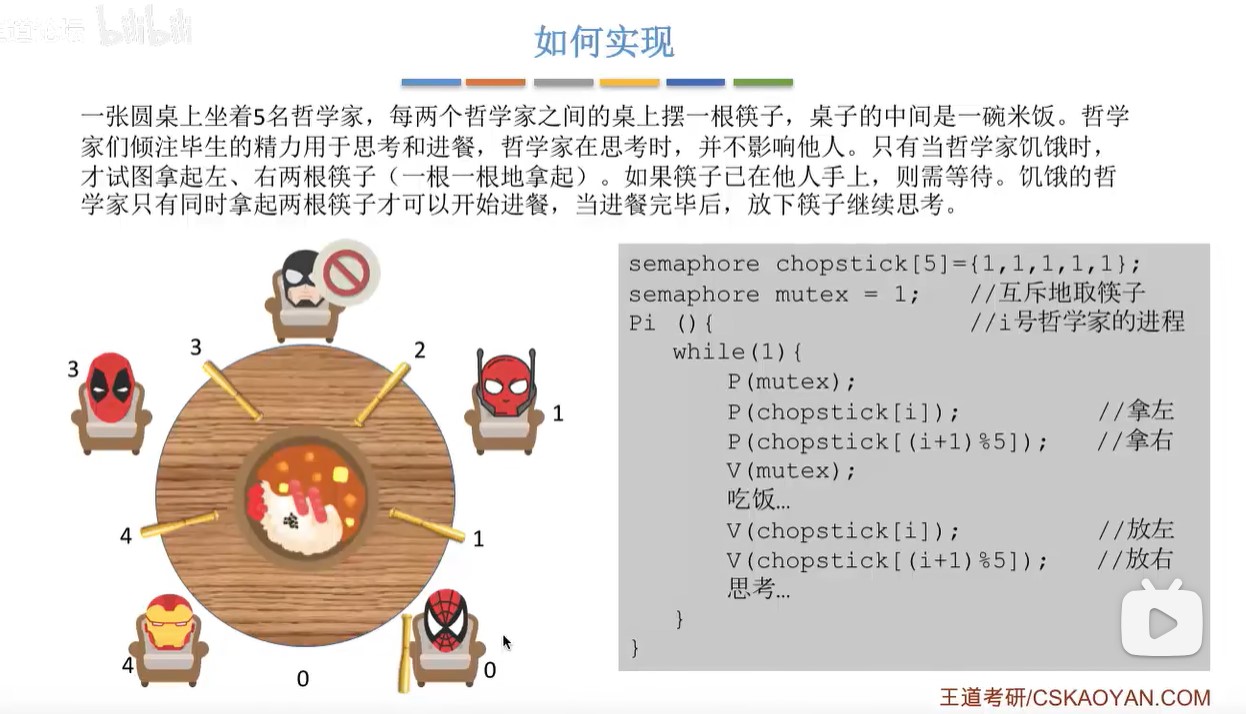 bilibili
如何实现
一张圆桌上坐着5名哲学家，每两个哲学家之间的桌上摆一根筷子，桌子的中间是一碗米饭。哲学
家们倾注毕生的精力用于思考和进餐，哲学家在思考时，并不影响他人。只有当哲学家饥饿时，
才试图拿起左、右两根筷子（一根一根地拿起）。如果筷子已在他人手上，则需等待。饥饿的哲
学家只有同时拿起两根筷子才可以开始进餐，当进餐完毕后，放下筷子继续思考。
3
2
3
1
4
1
4
0
0
semaphore chopstick[5]={1,1,1,1,1};
semaphore mutex = 1; //互斥地取筷子
Pi (){ //i号哲学家的进程
while(1){
P(mutex);
P(chopstick[i]); //拿左
P(chopstick[(i+1)%5]); //拿右
V(mutex);
吃饭…
V(chopstick[i]); //放左
V(chopstick[(i+1)%5]); //放右
思考…
}
}
王道考研/CSKAOYAN.COM